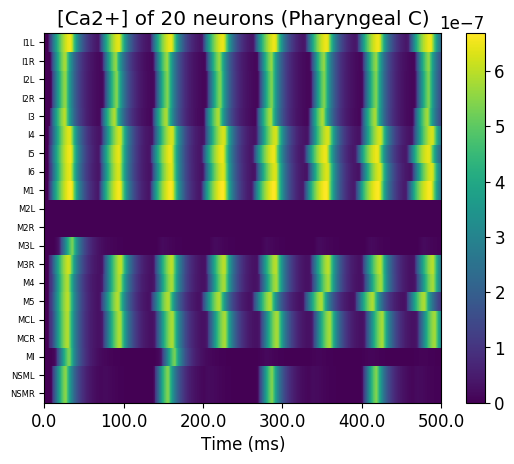 [Ca2+] of 20 neurons (Pharyngeal C)
1e−7
I1L
I1R
I2L
I2R
I3
I4
I5
I6
M1
M2L
M2R
M3L
M3R
M4
M5
MCL
MCR
MI
NSML
NSMR
0.0 100.0 200.0 300.0 400.0 500.0
Time (ms)
6
5
4
3
2
1
0